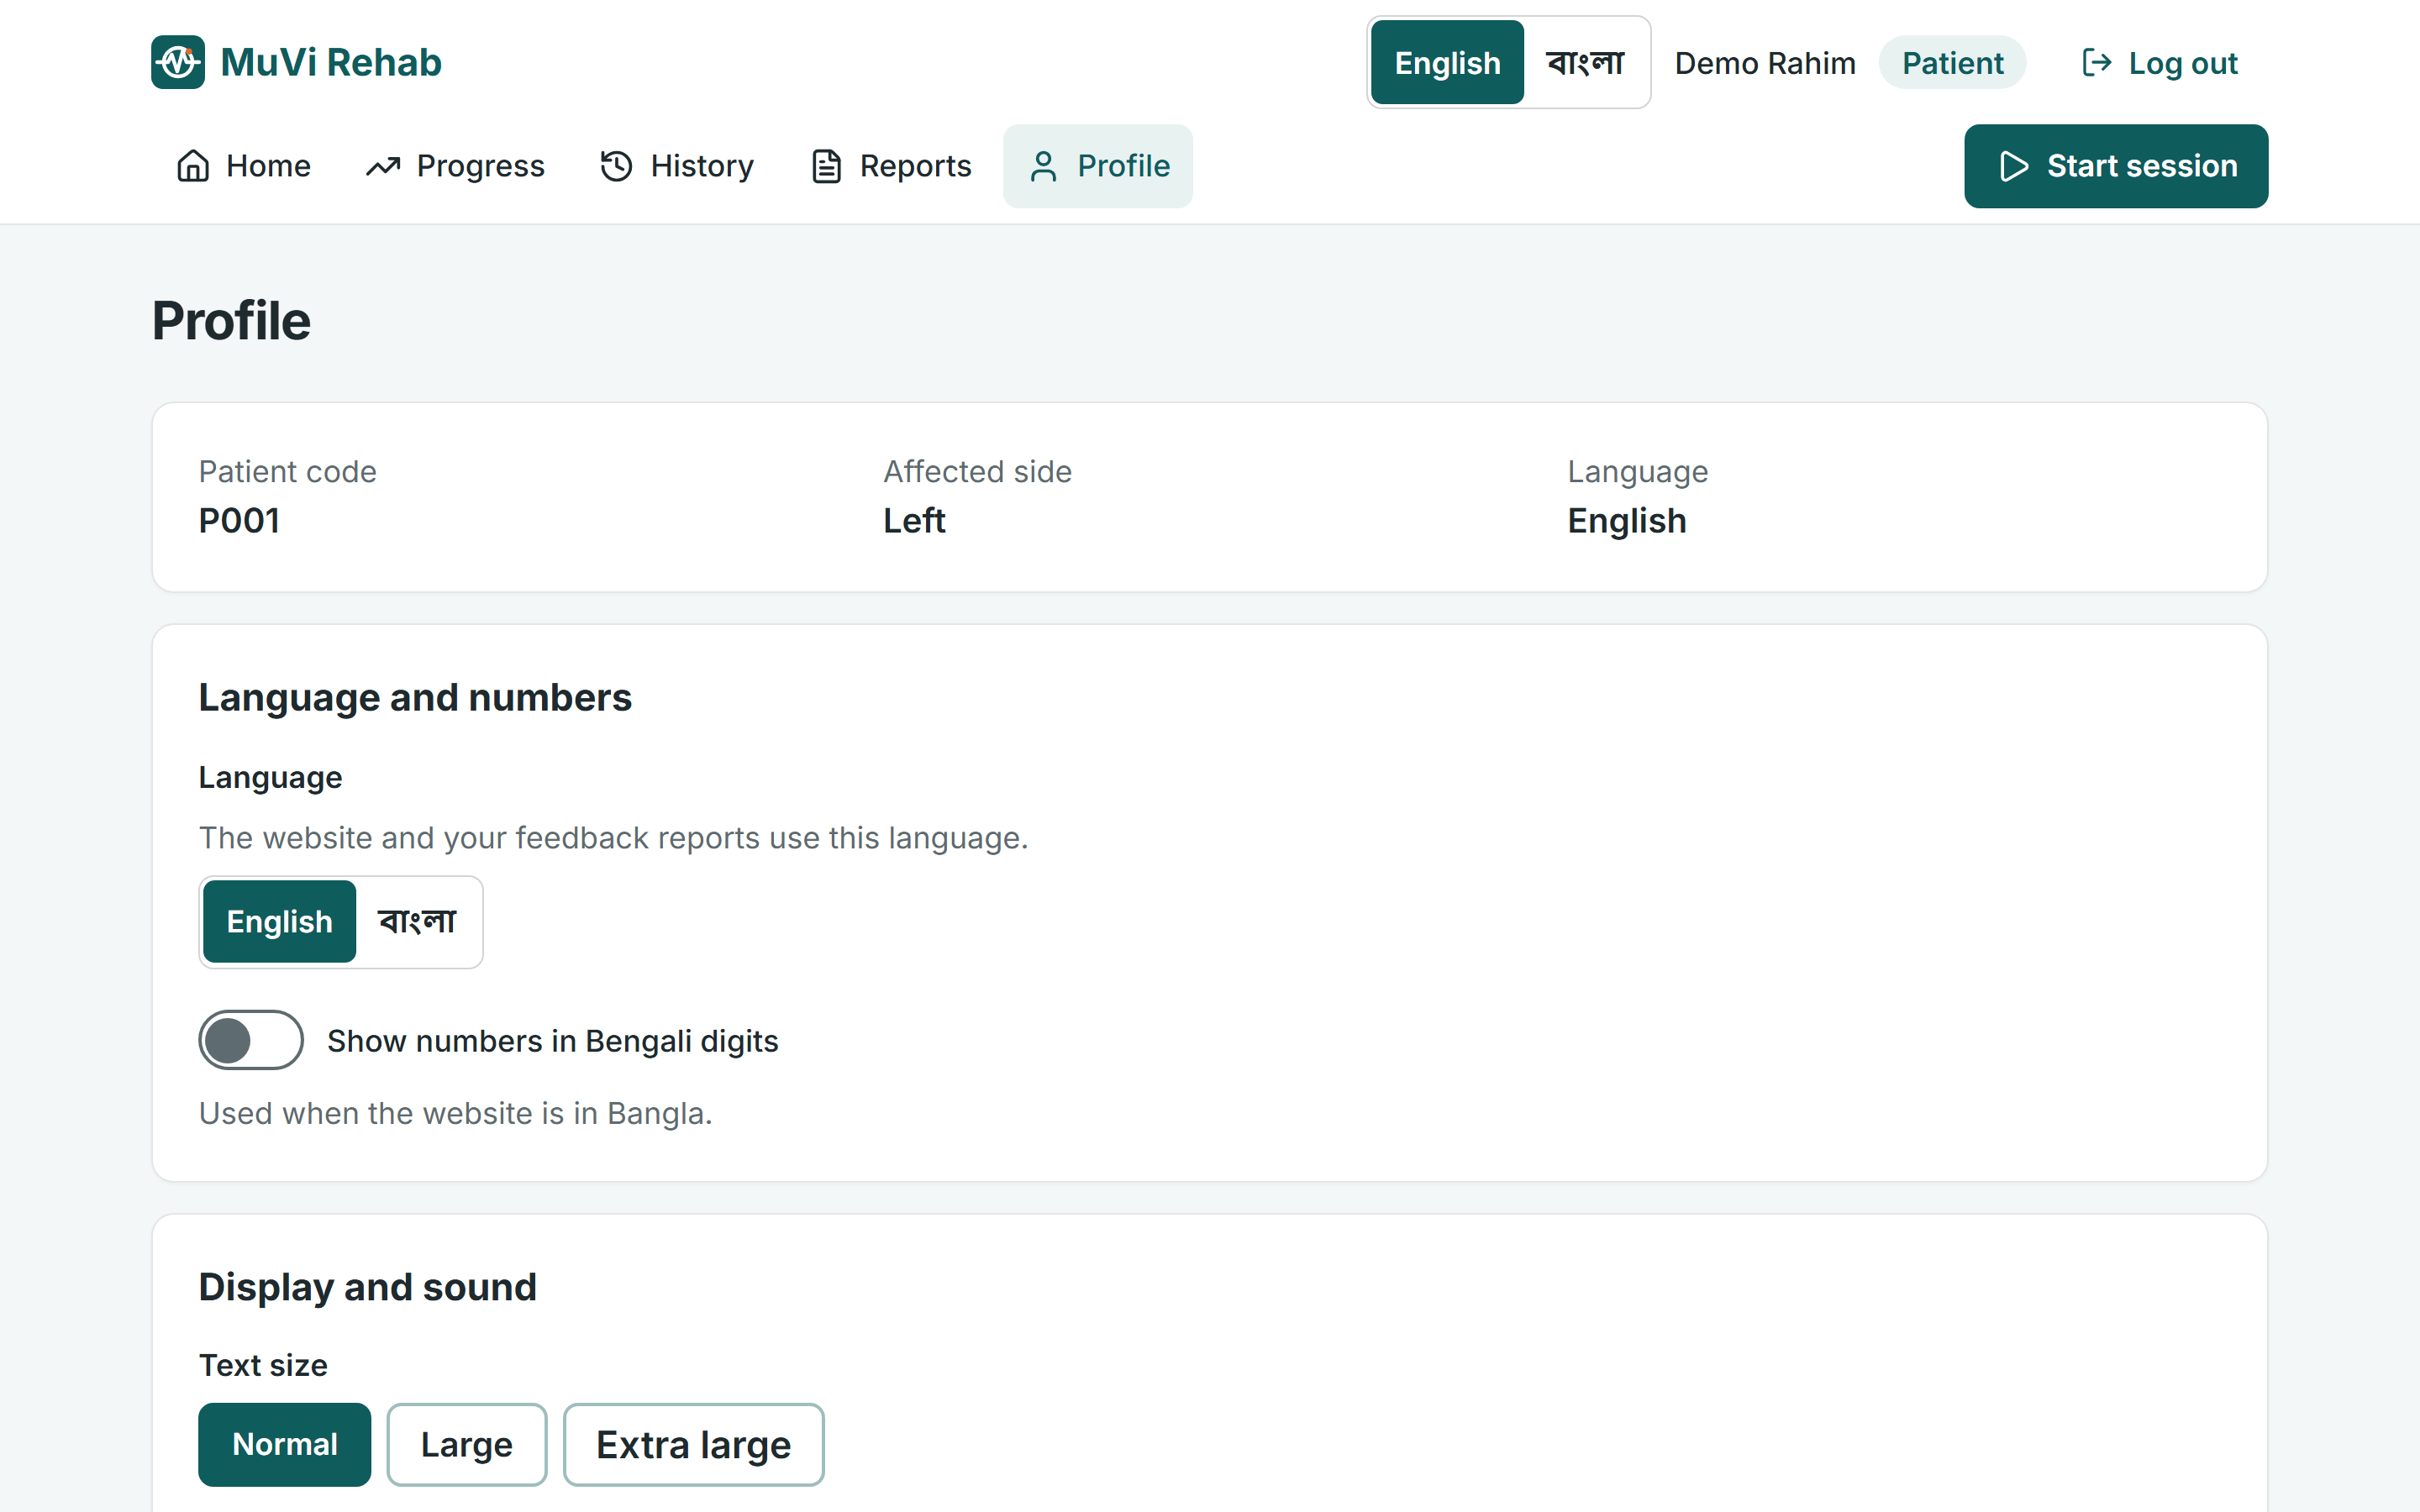 MuVi Rehab
English বাংলা Demo Rahim Patient Log out
Home Progress History Reports Profile Start session
Profile
Patient code Affected side Language
P001 Left English
Language and numbers
Language
The website and your feedback reports use this language.
English বাংলা
Show numbers in Bengali digits
Used when the website is in Bangla.
Display and sound
Text size
Normal Large Extra large